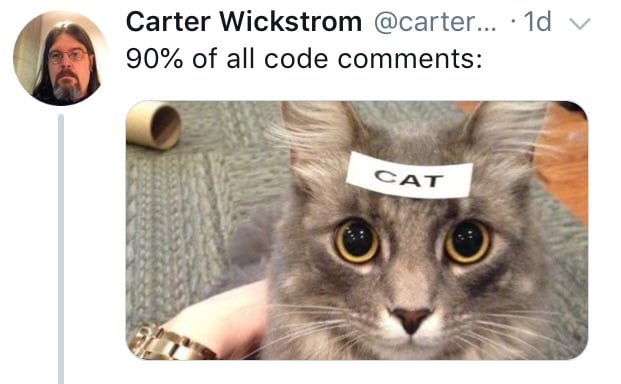 Carter Wickstrom @carter... · 1d
90% of all code comments:
CAT